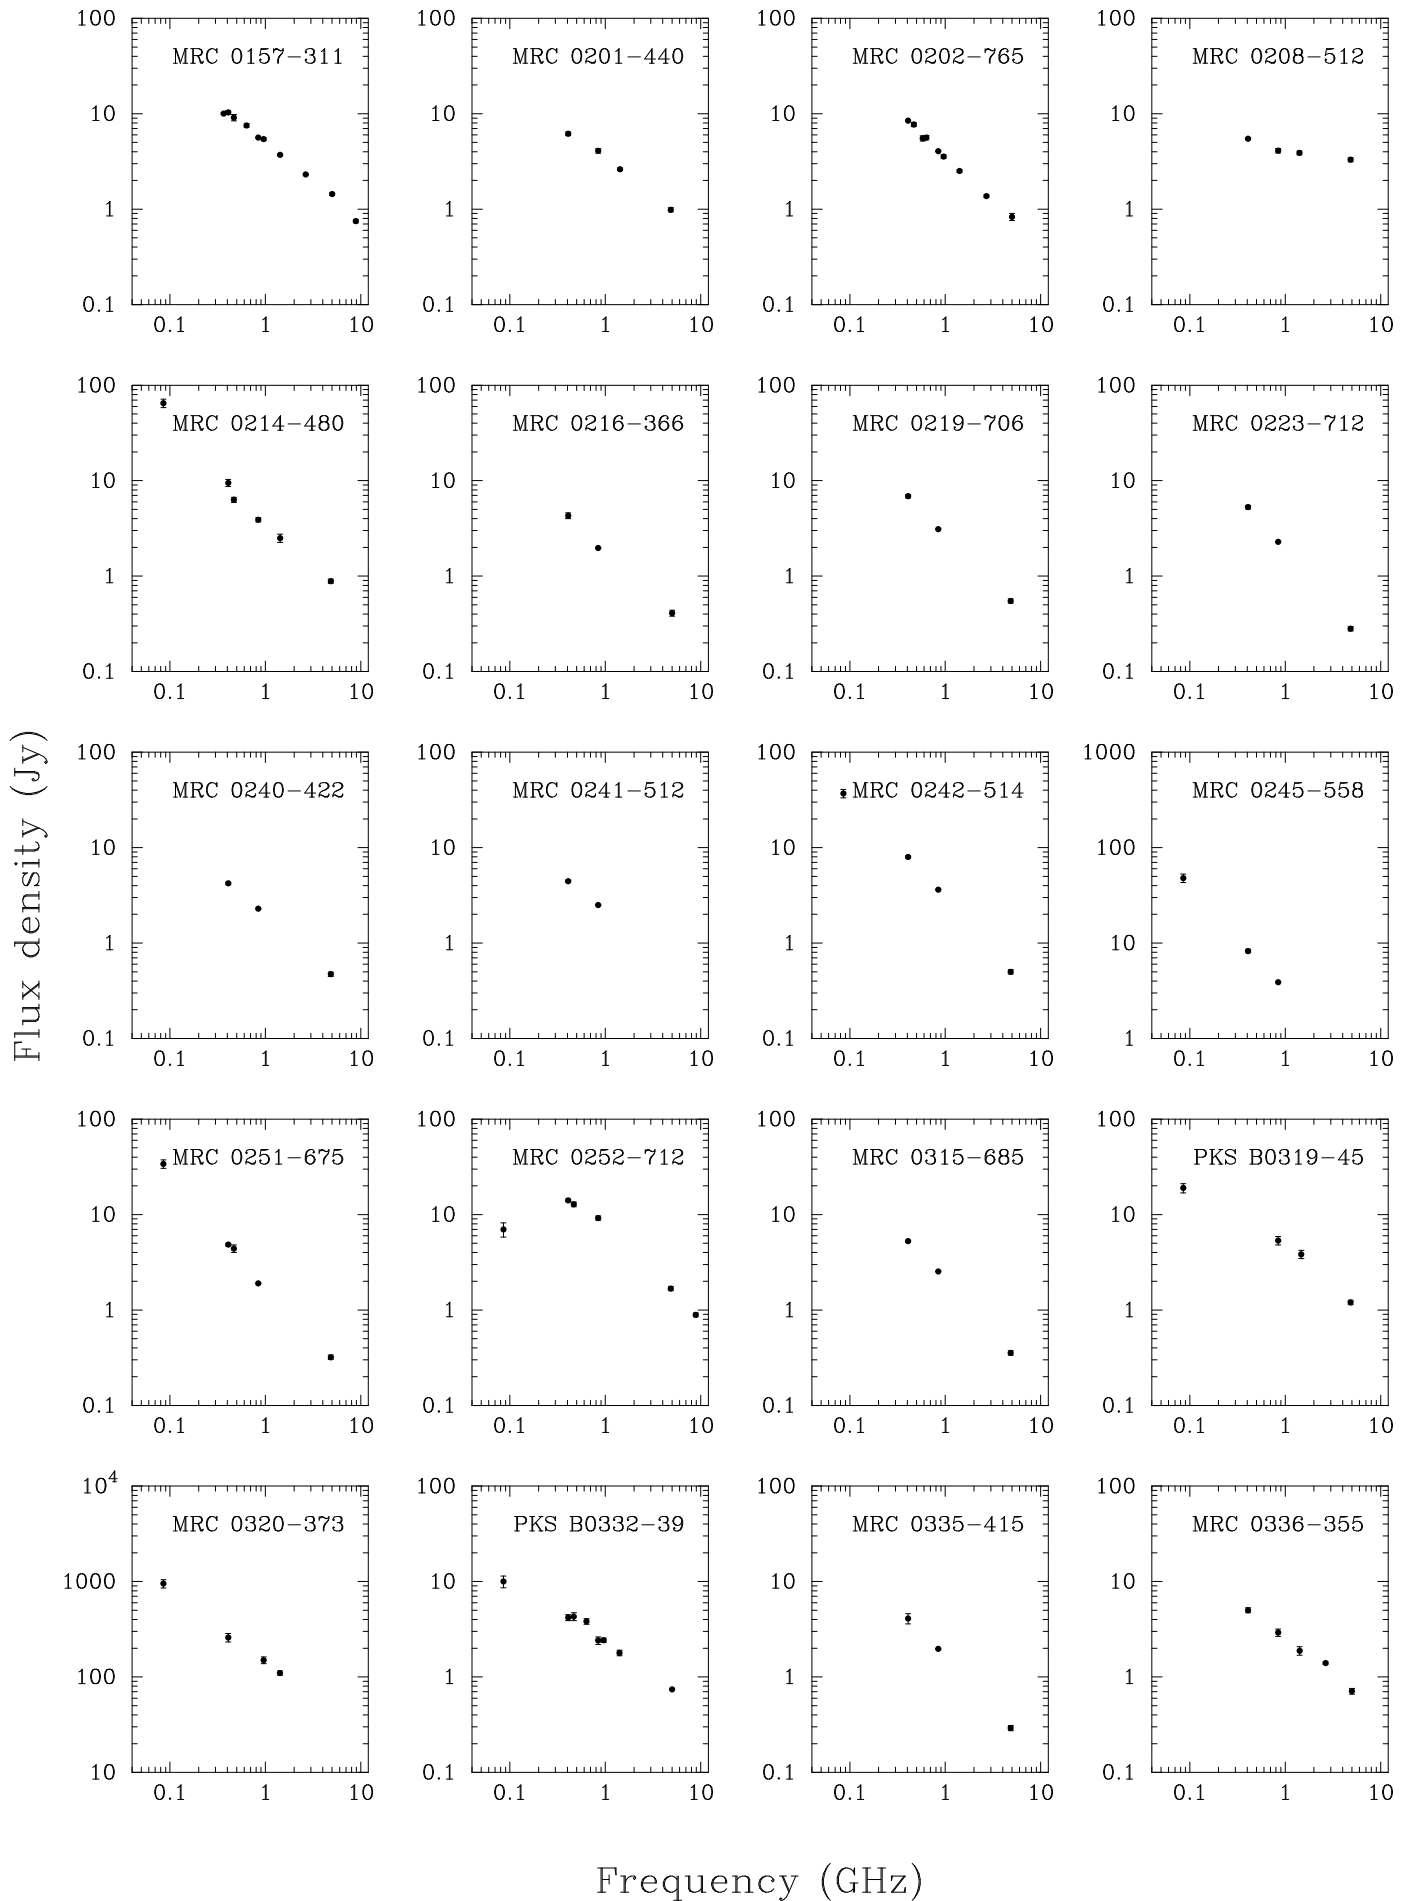 100 100 100 100
MRC 0157−311 MRC 0201−440 MRC 0202−765 MRC 0208−512
10 10 10 10
1 1 1 1
0.1 0.1 0.1 0.1
0.1 1 10 0.1 1 10 0.1 1 10 0.1 1 10
100 100 100 100
MRC 0214−480 MRC 0216−366 MRC 0219−706 MRC 0223−712
10 10 10 10
1 1 1 1
0.1 0.1 0.1 0.1
0.1 1 10 0.1 1 10 0.1 1 10 0.1 1 10
Flux density (Jy)
100 100 100 1000
MRC 0240−422 MRC 0241−512 MRC 0242−514 MRC 0245−558
10 10 10 100
1 1 1 10
0.1 0.1 0.1 1
0.1 1 10 0.1 1 10 0.1 1 10 0.1 1 10
100 100 100 100
MRC 0251−675 MRC 0252−712 MRC 0315−685 PKS B0319−45
10 10 10 10
1 1 1 1
0.1 0.1 0.1 0.1
0.1 1 10 0.1 1 10 0.1 1 10 0.1 1 10
10⁴ 100 100 100
MRC 0320−373 PKS B0332−39 MRC 0335−415 MRC 0336−355
1000 10 10 10
100 1 1 1
10 0.1 0.1 0.1
0.1 1 10 0.1 1 10 0.1 1 10 0.1 1 10
Frequency (GHz)